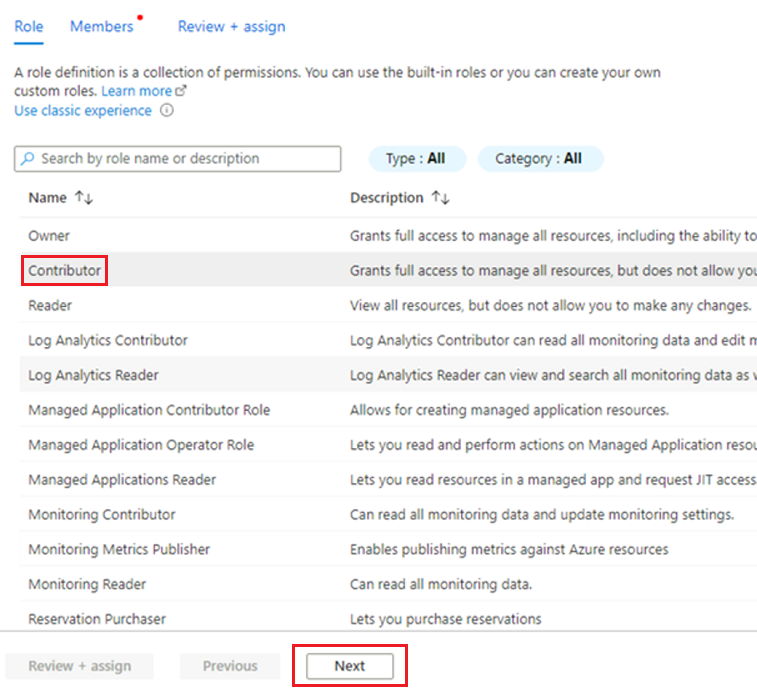 Role Members Review + assign
A role definition is a collection of permissions. You can use the built-in roles or you can create your own
custom roles. Learn more
Use classic experience
Search by role name or description Type : All Category : All
Name Description
Owner Grants full access to manage all resources, including the ability to
Contributor Grants full access to manage all resources, but does not allow you
Reader View all resources, but does not allow you to make any changes.
Log Analytics Contributor Log Analytics Contributor can read all monitoring data and edit m
Log Analytics Reader Log Analytics Reader can view and search all monitoring data as w
Managed Application Contributor Role Allows for creating managed application resources.
Managed Application Operator Role Lets you read and perform actions on Managed Application resou
Managed Applications Reader Lets you read resources in a managed app and request JIT access
Monitoring Contributor Can read all monitoring data and update monitoring settings.
Monitoring Metrics Publisher Enables publishing metrics against Azure resources
Monitoring Reader Can read all monitoring data.
Reservation Purchaser Lets you purchase reservations
Review + assign Previous Next